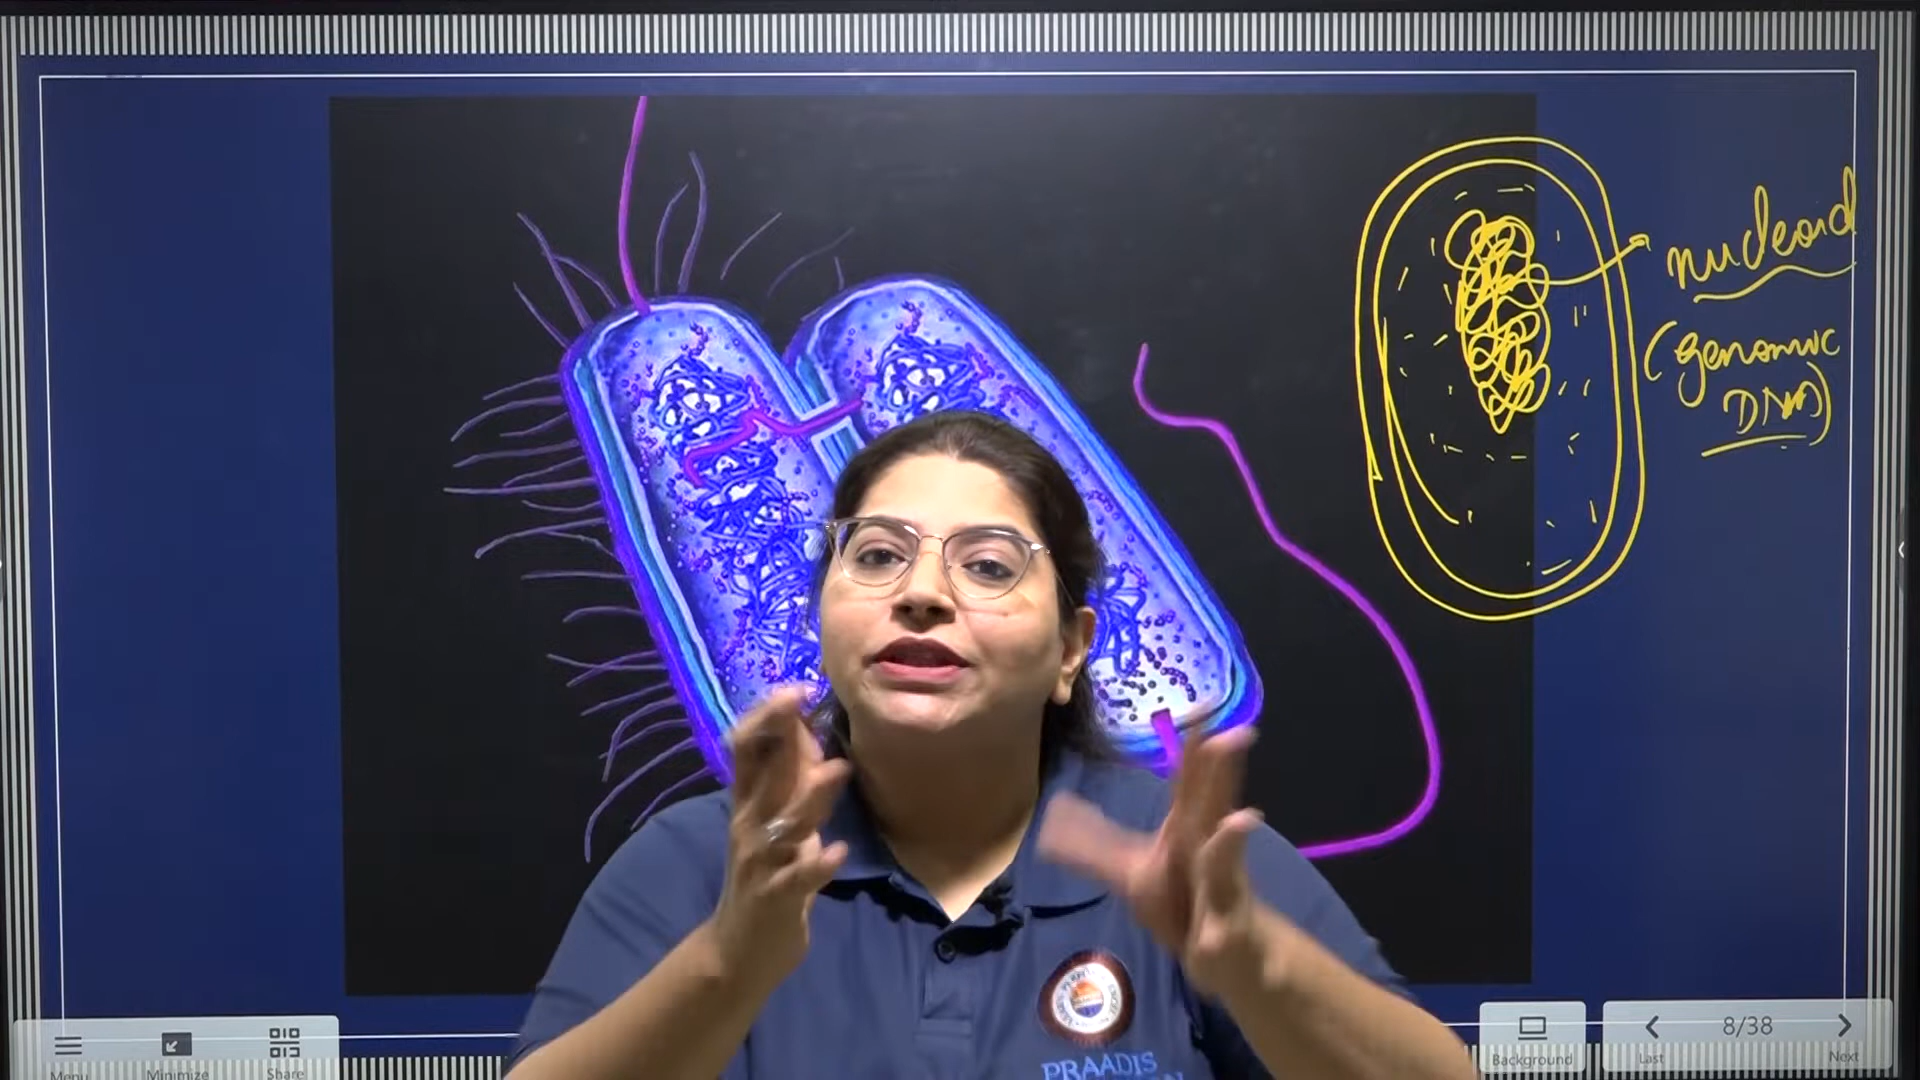 nucleoid
(genomic
DNA)
PRAADIS
Menu
Minimize
Share
Background
Last
8/38
Next